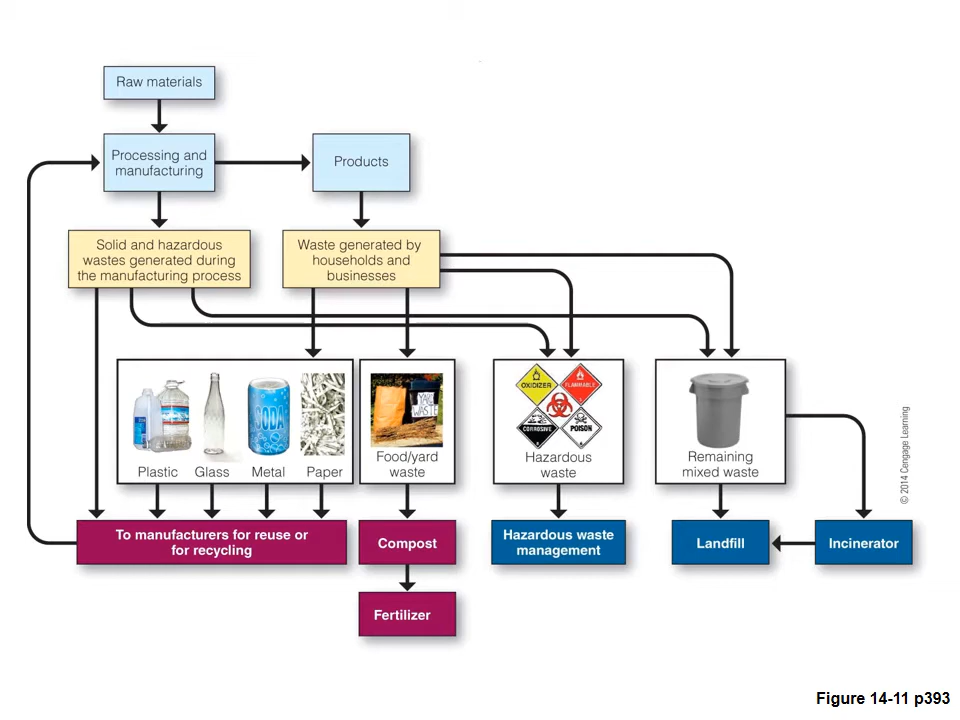 Raw materials
Processing and
manufacturing
Products
Solid and hazardous
wastes generated during
the manufacturing process
Waste generated by
households and
businesses
SODA
YARD
WASTE
OXIDIZER
FLAMMABLE
CORROSIVE
POISON
Plastic
Glass
Metal
Paper
Food/yard
waste
Hazardous
waste
Remaining
mixed waste
© 2014 Cengage Learning
To manufacturers for reuse or
for recycling
Compost
Hazardous waste
management
Landfill
Incinerator
Fertilizer
Figure 14-11 p393